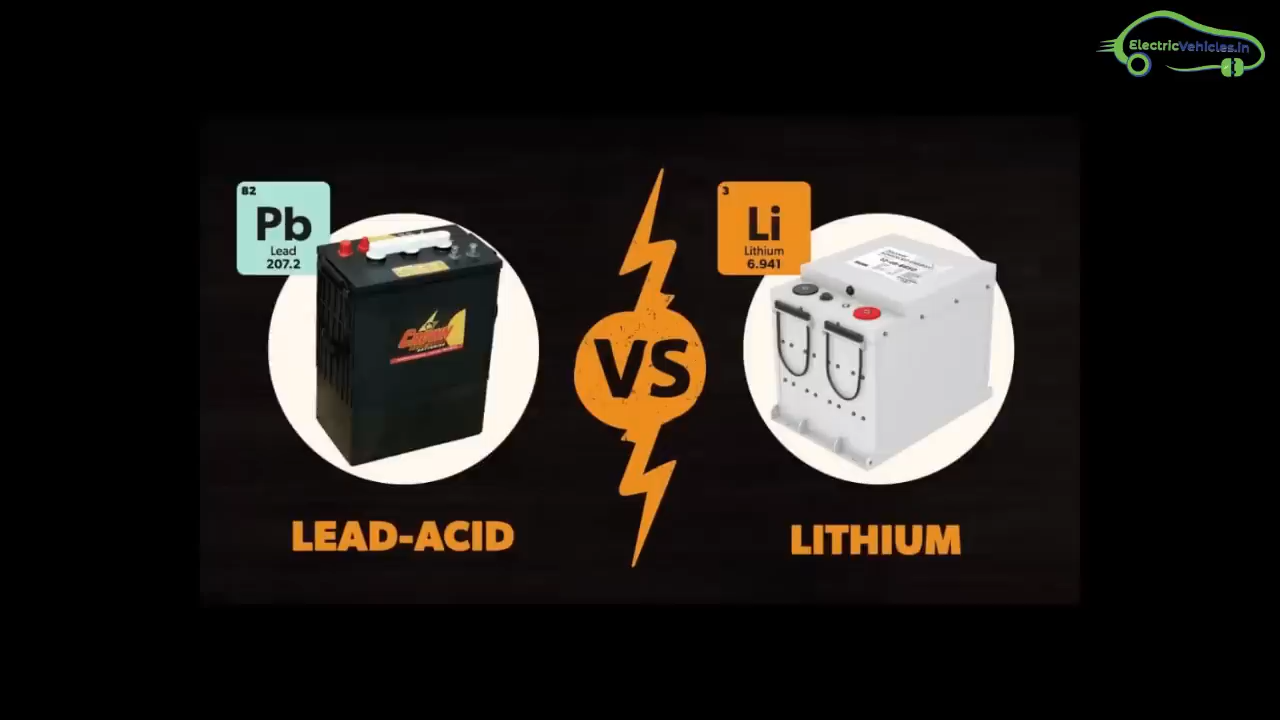 ElectricVehicles.in
82
Pb
Lead
207.2
3
Li
Lithium
6.941
VS
LEAD-ACID
LITHIUM